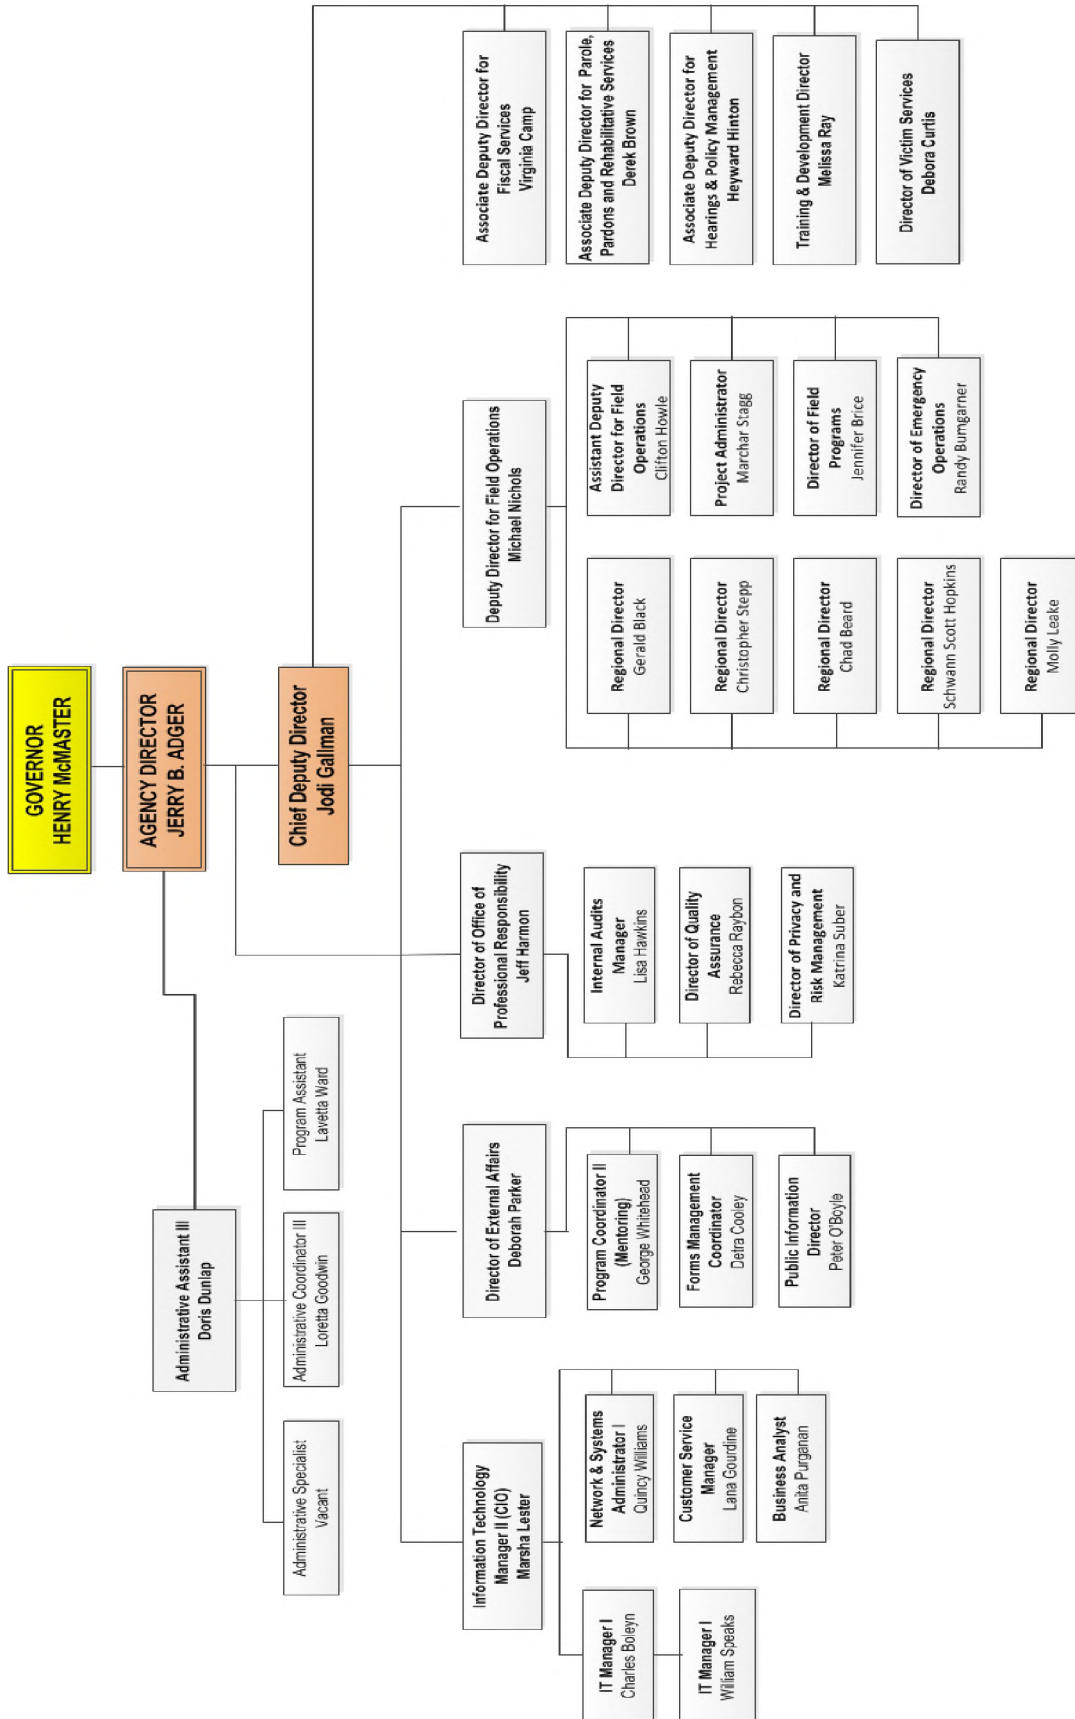 GOVERNOR
HENRY McMASTER
AGENCY DIRECTOR
JERRY B. ADGER
Chief Deputy Director
Jodi Gallman
Administrative Assistant III
Doris Dunlap
Administrative Specialist
Vacant
Administrative Coordinator III
Loretta Goodwin
Program Assistant
Lavetta Ward
Information Technology
Manager II (CIO)
Marsha Lester
IT Manager I
Charles Boleyn
IT Manager I
William Speaks
Network & Systems
Administrator I
Quincy Williams
Customer Service
Manager
Lana Gourdine
Business Analyst
Anita Purganan
Director of External Affairs
Deborah Parker
Program Coordinator II
(Mentoring)
George Whitehead
Forms Management
Coordinator
Detra Cooley
Public Information
Director
Peter O'Boyle
Director of Office of
Professional Responsibility
Jeff Harmon
Internal Audits
Manager
Lisa Hawkins
Director of Quality
Assurance
Rebecca Raybon
Director of Privacy and
Risk Management
Katrina Suber
Deputy Director for Field Operations
Michael Nichols
Regional Director
Gerald Black
Regional Director
Christopher Stepp
Regional Director
Chad Beard
Regional Director
Schwann Scott Hopkins
Regional Director
Molly Leake
Assistant Deputy
Director for Field
Operations
Clifton Howle
Project Administrator
Marchar Stagg
Director of Field
Programs
Jennifer Brice
Director of Emergency
Operations
Randy Bumgarner
Associate Deputy Director for
Fiscal Services
Virginia Camp
Associate Deputy Director for Parole,
Pardons and Rehabilitative Services
Derek Brown
Associate Deputy Director for
Hearings & Policy Management
Heyward Hinton
Training & Development Director
Melissa Ray
Director of Victim Services
Debora Curtis